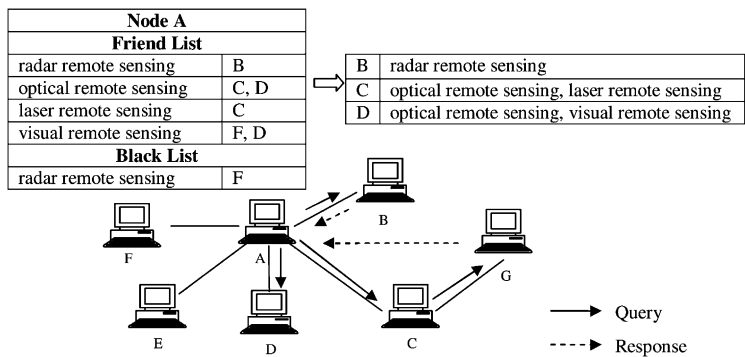 Node A
Friend List
radar remote sensing B
optical remote sensing C, D
laser remote sensing C
visual remote sensing F, D
Black List
radar remote sensing F
B radar remote sensing
C optical remote sensing, laser remote sensing
D optical remote sensing, visual remote sensing
B
F
A
G
E
D
C
Query
Response